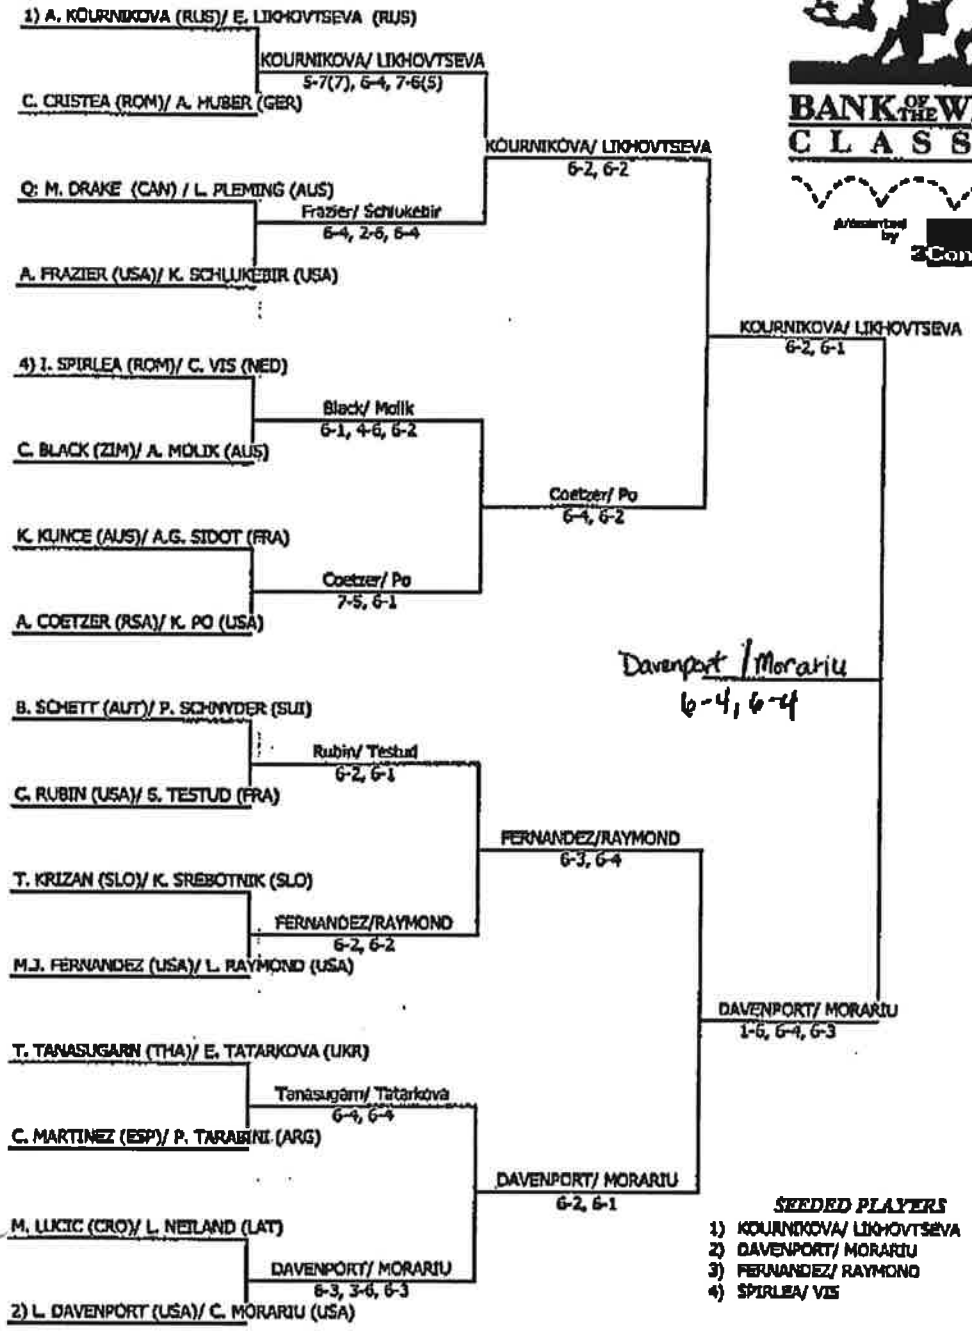 1) A. KOURNIKOVA (RUS)/ E. LIKHOVTSEVA (RUS)
KOURNIKOVA/ LIKHOVTSEVA
5-7(7), 6-4, 7-6(5)
C. CRISTEA (ROM)/ A. HUBER (GER)
BANK OF THE W
CLASS
KOURNIKOVA/ LIKHOVTSEVA
6-2, 6-2
Q: M. DRAKE (CAN) / L. PLEMING (AUS)
Frazier/ Schlukebir
6-4, 2-6, 6-4
presented
by
A. FRAZIER (USA)/ K. SCHLUKEBIR (USA)
3Com
KOURNIKOVA/ LIKHOVTSEVA
6-2, 6-1
4) I. SPIRLEA (ROM)/ C. VIS (NED)
Black/ Molik
6-1, 4-6, 6-2
C. BLACK (ZIM)/ A. MOLIK (AUS)
Coetzer/ Po
6-4, 6-2
K. KUNCE (AUS)/ A.G. SIDOT (FRA)
Coetzer/ Po
7-5, 6-1
A. COETZER (RSA)/ K. PO (USA)
Davenport / Morariu
6-4, 6-4
B. SCHETT (AUT)/ P. SCHNYDER (SUI)
Rubin/ Testud
6-2, 6-1
C. RUBIN (USA)/ S. TESTUD (FRA)
FERNANDEZ/RAYMOND
6-3, 6-4
T. KRIZAN (SLO)/ K. SREBOTNIK (SLO)
FERNANDEZ/RAYMOND
6-2, 6-2
M.J. FERNANDEZ (USA)/ L. RAYMOND (USA)
DAVENPORT/ MORARIU
1-6, 6-4, 6-3
T. TANASUGARN (THA)/ E. TATARKOVA (UKR)
Tanasugarn/ Tatarkova
6-4, 6-4
C. MARTINEZ (ESP)/ P. TARABINI (ARG)
DAVENPORT/ MORARIU
6-2, 6-1
M. LUCIC (CRO)/ L. NEILAND (LAT)
DAVENPORT/ MORARIU
6-3, 3-6, 6-3
2) L. DAVENPORT (USA)/ C. MORARIU (USA)
SEEDED PLAYERS
1) KOURNIKOVA/ LIKHOVTSEVA
2) DAVENPORT/ MORARIU
3) FERNANDEZ/ RAYMOND
4) SPIRLEA/ VIS